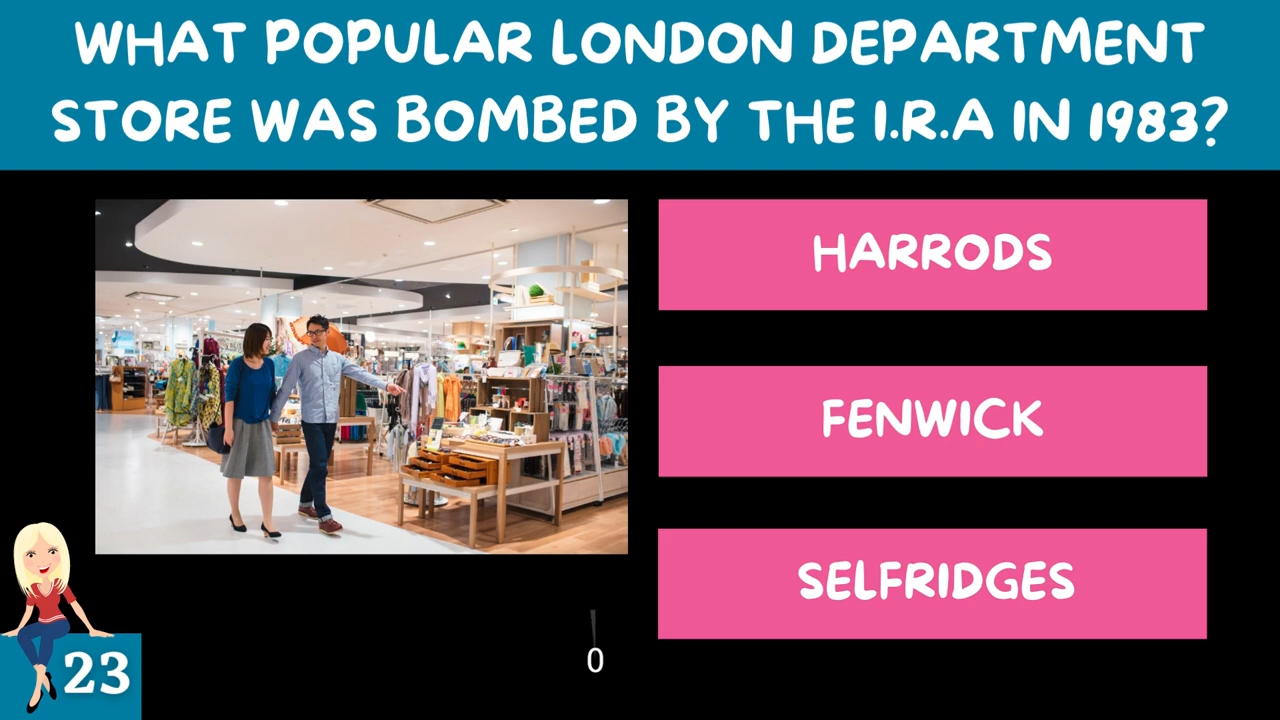 WHAT POPULAR LONDON DEPARTMENT
STORE WAS BOMBED BY THE I.R.A IN 1983?
HARRODS
FENWICK
SELFRIDGES
0
23